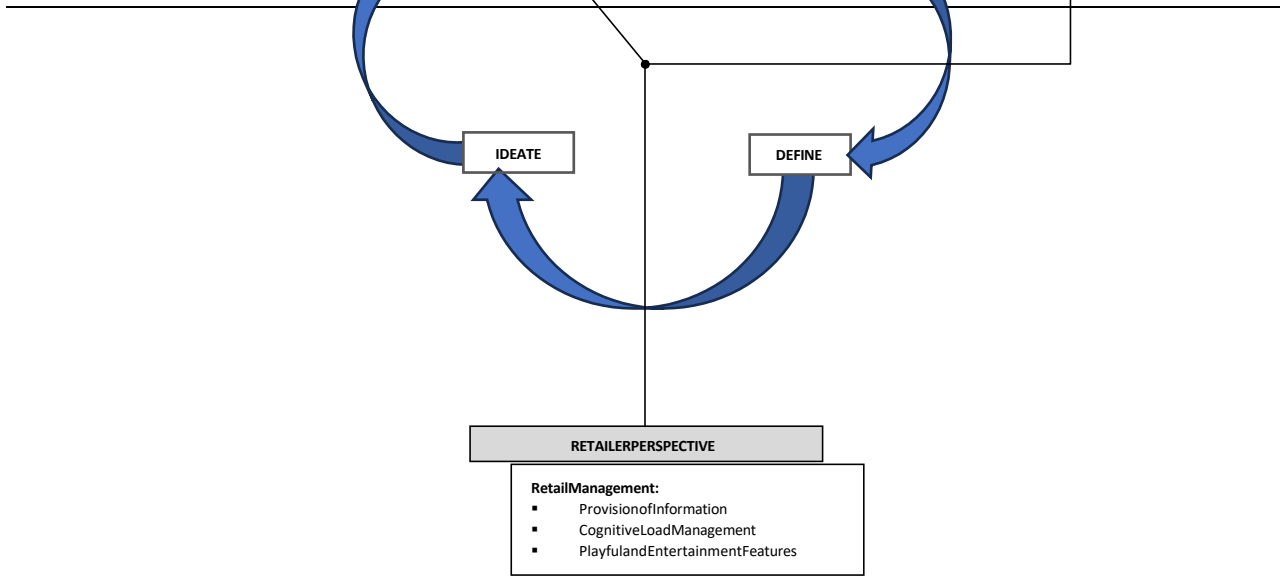 IDEATE
DEFINE
RETAILERPERSPECTIVE
RetailManagement:
▪ ProvisionofInformation
▪ CognitiveLoadManagement
▪ PlayfulandEntertainmentFeatures